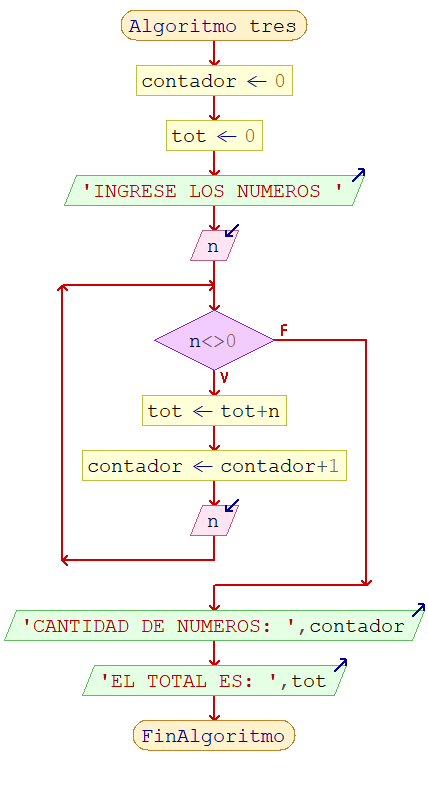 Algoritmo tres
contador ← 0
tot ← 0
'INGRESE LOS NUMEROS '
n
n<>0
F
V
tot ← tot+n
contador ← contador+1
n
'CANTIDAD DE NUMEROS: ',contador
'EL TOTAL ES: ',tot
FinAlgoritmo